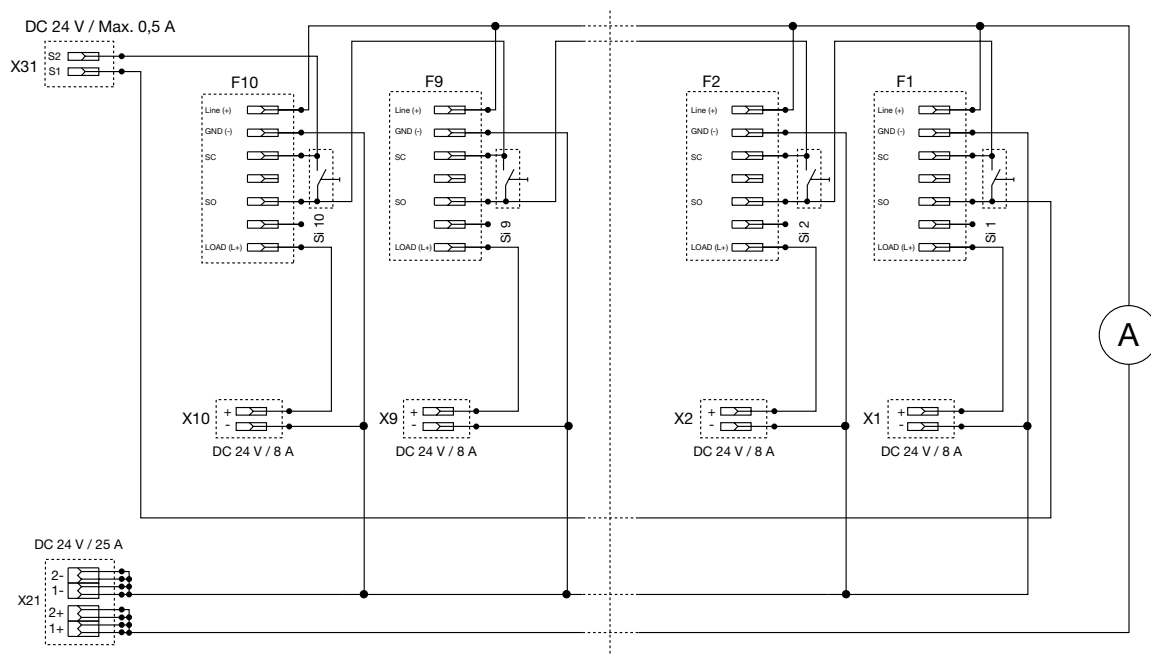 DC 24 V / Max. 0,5 A
X31
S2
S1
F10
Line (+)
GND (-)
SC
SO
LOAD (L+)
Si 10
F9
Line (+)
GND (-)
SC
SO
LOAD (L+)
Si 9
F2
Line (+)
GND (-)
SC
SO
LOAD (L+)
Si 2
F1
Line (+)
GND (-)
SC
SO
LOAD (L+)
Si 1
A
X10
+
-
DC 24 V / 8 A
X9
+
-
DC 24 V / 8 A
X2
+
-
DC 24 V / 8 A
X1
+
-
DC 24 V / 8 A
DC 24 V / 25 A
X21
2-
1-
2+
1+